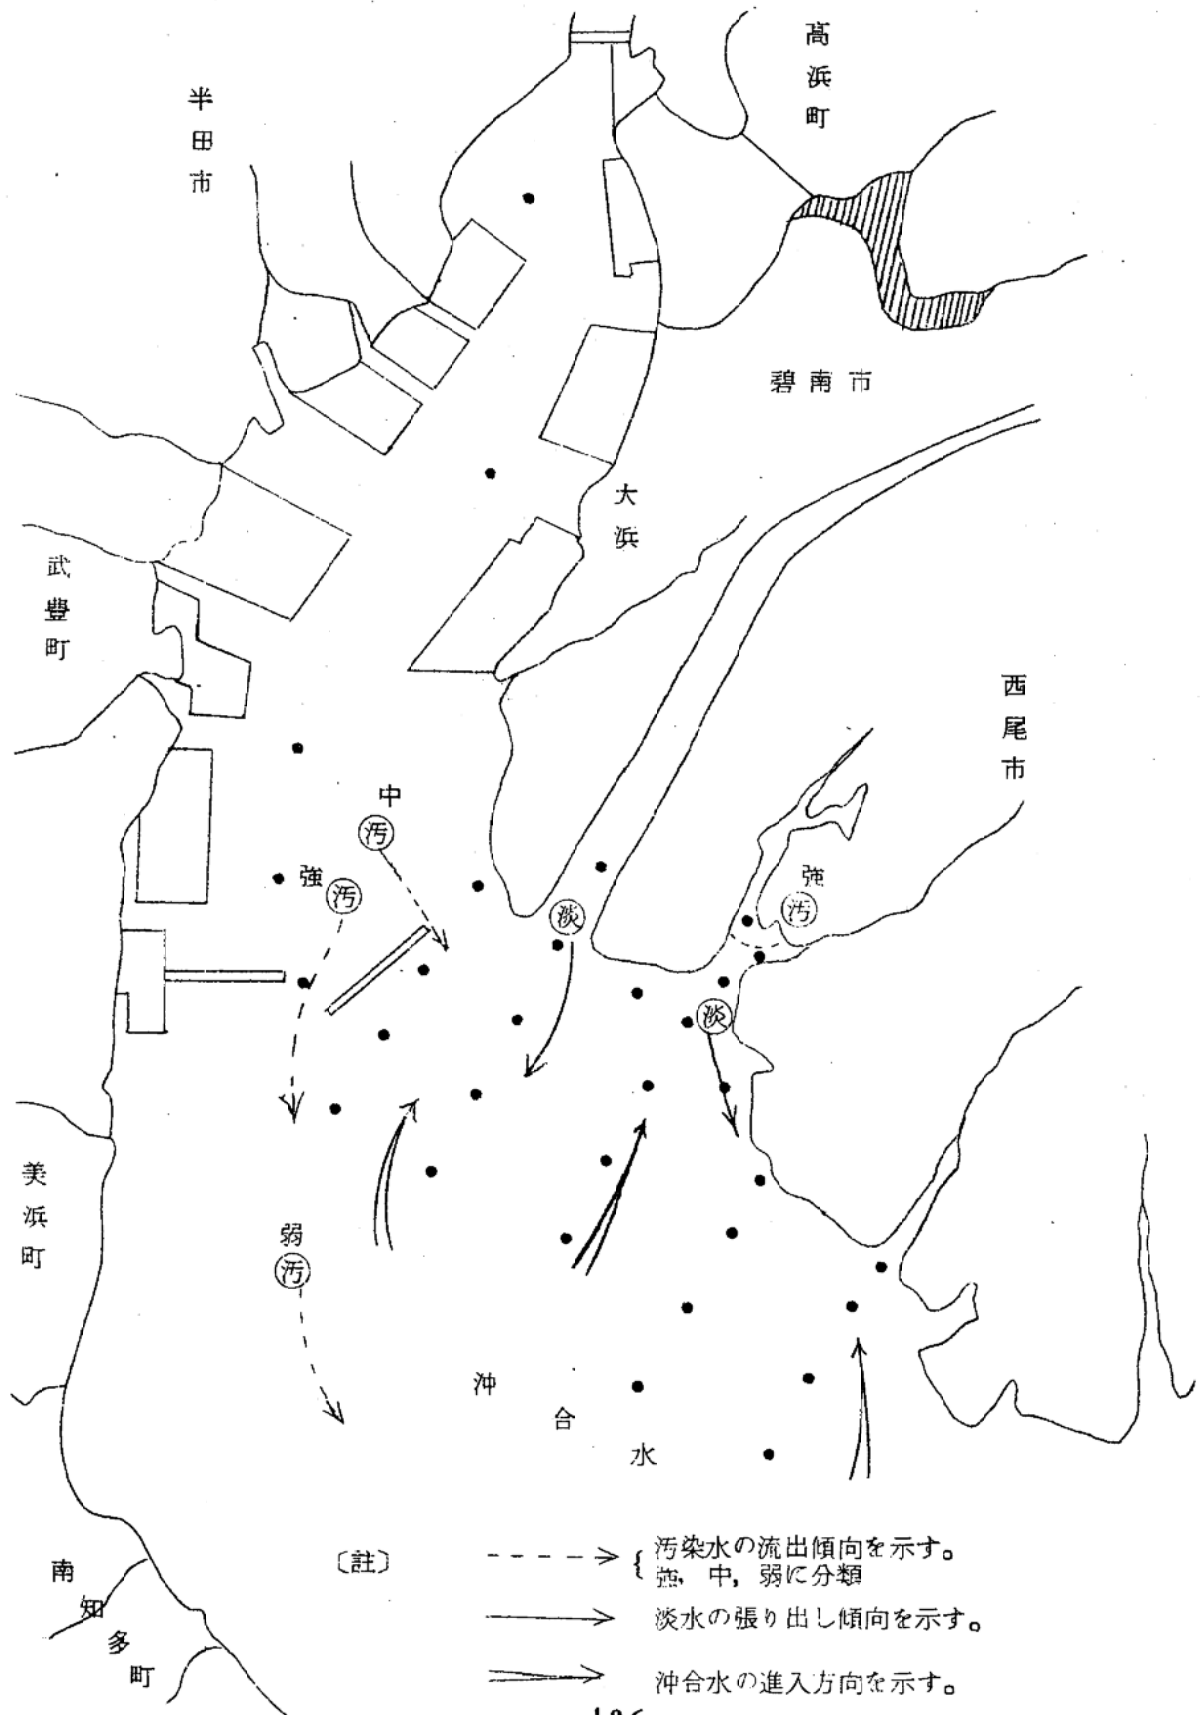 高浜町
半田市
碧南市
大浜
武豊町
西尾市
中
汚
強
汚
強
汚
淡
淡
美浜町
弱
汚
沖合水
南知多町
〔註〕
汚染水の流出傾向を示す。
強、中，弱に分類
淡水の張り出し傾向を示す。
沖合水の進入方向を示す。